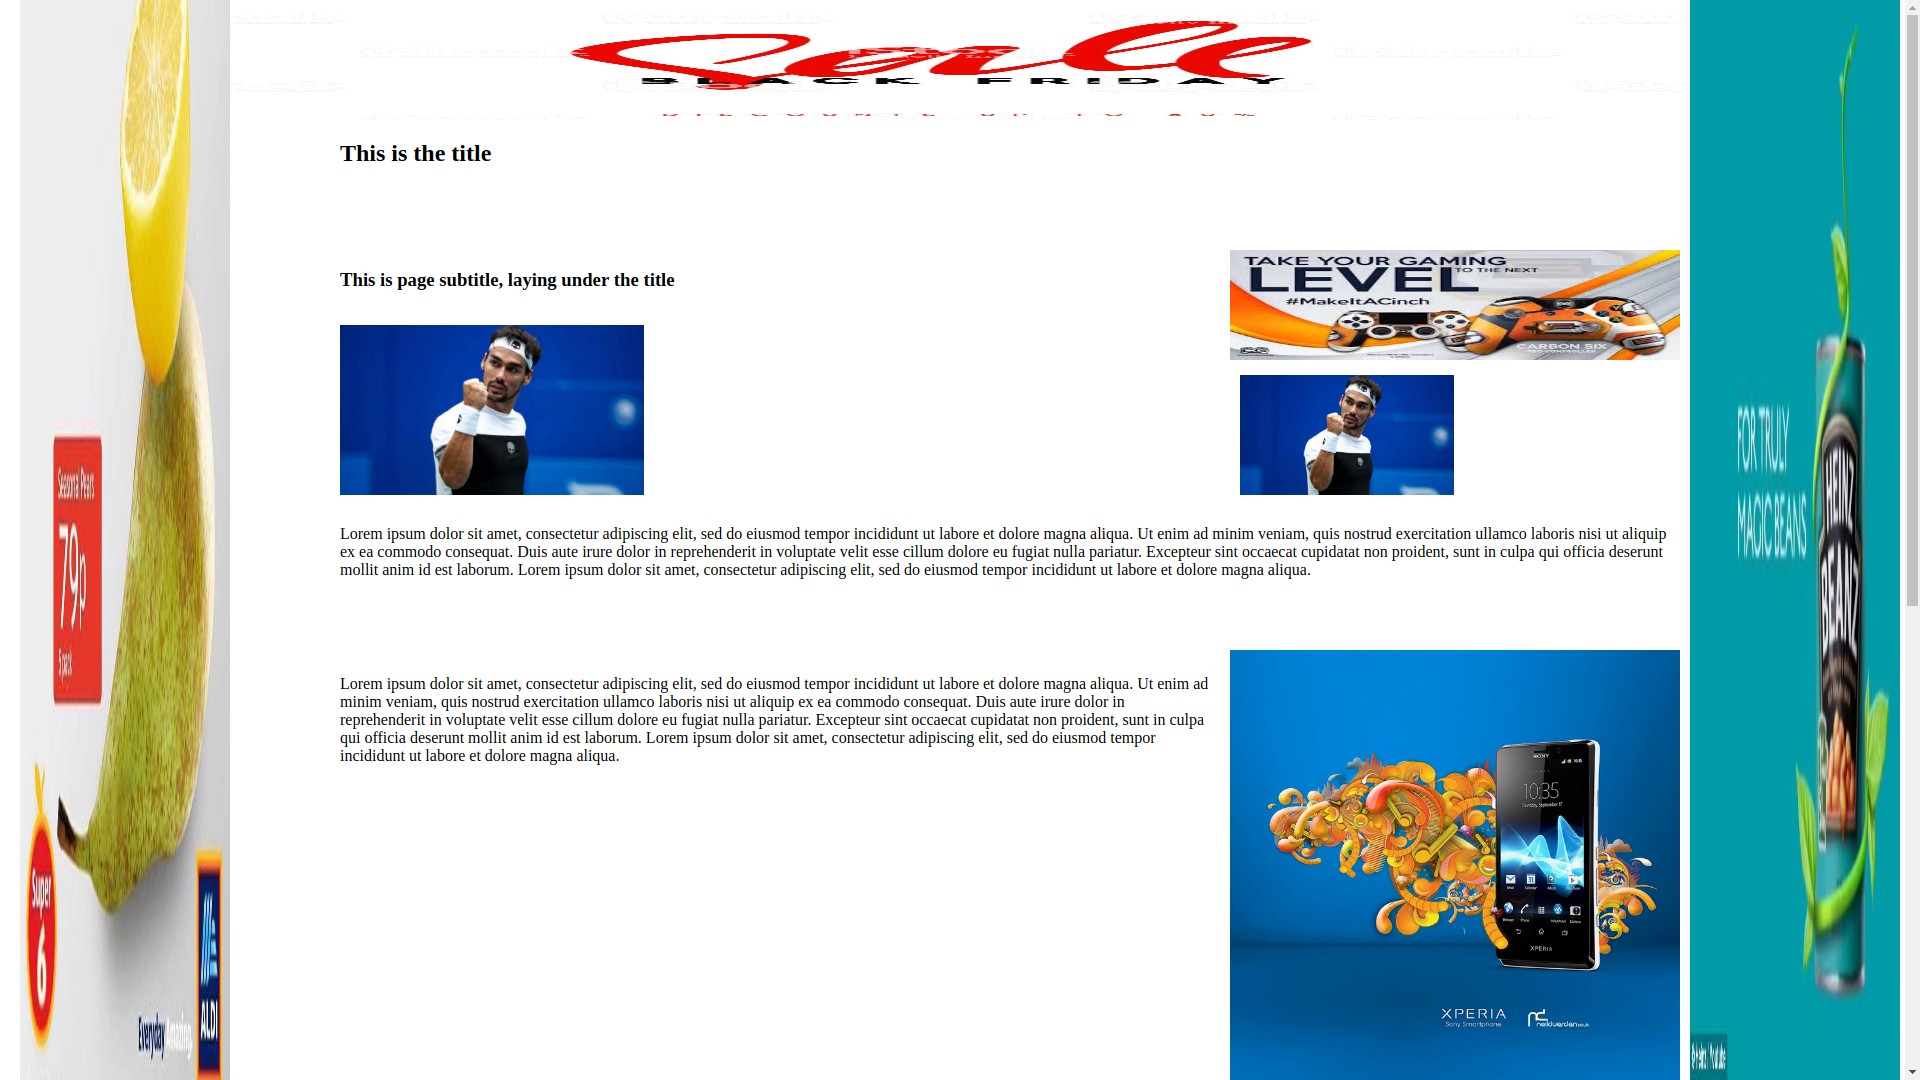 Sale
BLACK FRIDAY
This is the title
This is page subtitle, laying under the title
TAKE YOUR GAMING
LEVEL TO THE NEXT
#MakeItACinch
CARBON SIX
Lorem ipsum dolor sit amet, consectetur adipiscing elit, sed do eiusmod tempor incididunt ut labore et dolore magna aliqua. Ut enim ad minim veniam, quis nostrud exercitation ullamco laboris nisi ut aliquip
ex ea commodo consequat. Duis aute irure dolor in reprehenderit in voluptate velit esse cillum dolore eu fugiat nulla pariatur. Excepteur sint occaecat cupidatat non proident, sunt in culpa qui officia deserunt
mollit anim id est laborum. Lorem ipsum dolor sit amet, consectetur adipiscing elit, sed do eiusmod tempor incididunt ut labore et dolore magna aliqua.
Lorem ipsum dolor sit amet, consectetur adipiscing elit, sed do eiusmod tempor incididunt ut labore et dolore magna aliqua. Ut enim ad
minim veniam, quis nostrud exercitation ullamco laboris nisi ut aliquip ex ea commodo consequat. Duis aute irure dolor in
reprehenderit in voluptate velit esse cillum dolore eu fugiat nulla pariatur. Excepteur sint occaecat cupidatat non proident, sunt in culpa
qui officia deserunt mollit anim id est laborum. Lorem ipsum dolor sit amet, consectetur adipiscing elit, sed do eiusmod tempor
incididunt ut labore et dolore magna aliqua.
SONY
10:35
Thursday, September 17
XPERIA
XPERIA
Sony Smartphone
neilduerden.co.uk
Seasonal Pears
79p
5 pack
Super
6
ALDI
Everyday Amazing.
FOR TRULY
MAGIC BEANS
HEINZ
BEANZ